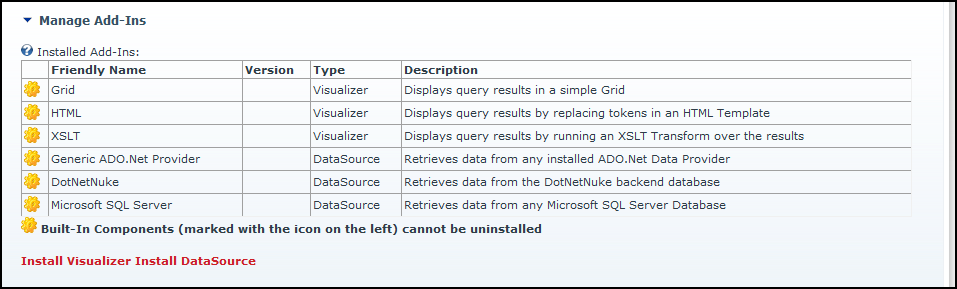 Manage Add-Ins
Installed Add-Ins:
Friendly Name Version Type Description
Grid Visualizer Displays query results in a simple Grid
HTML Visualizer Displays query results by replacing tokens in an HTML Template
XSLT Visualizer Displays query results by running an XSLT Transform over the results
Generic ADO.Net Provider DataSource Retrieves data from any installed ADO.Net Data Provider
DotNetNuke DataSource Retrieves data from the DotNetNuke backend database
Microsoft SQL Server DataSource Retrieves data from any Microsoft SQL Server Database
Built-In Components (marked with the icon on the left) cannot be uninstalled
Install Visualizer Install DataSource